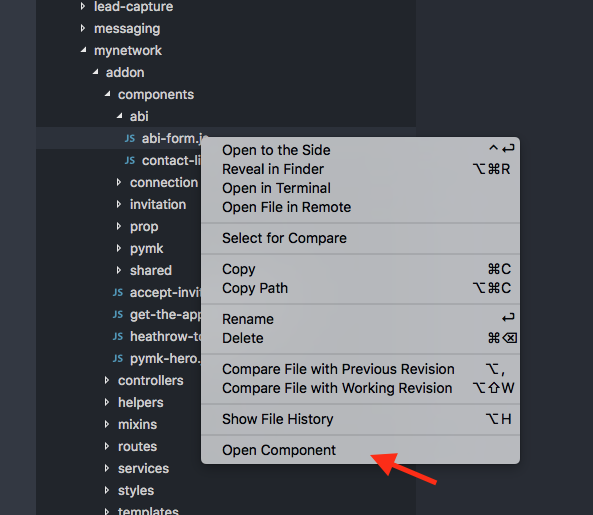 lead-capture
messaging
mynetwork
addon
components
abi
JS abi-form.js
JS contact-li
connection
invitation
prop
pymk
shared
JS accept-invit
JS get-the-app
JS heathrow-to
JS pymk-hero.
controllers
helpers
mixins
routes
services
styles
templates
Open to the Side ^↩
Reveal in Finder ⌥⌘R
Open in Terminal
Open File in Remote
Select for Compare
Copy ⌘C
Copy Path ⌥⌘C
Rename ↩
Delete ⌘⌫
Compare File with Previous Revision ⌥,
Compare File with Working Revision ⌥⇧W
Show File History ⌥H
Open Component